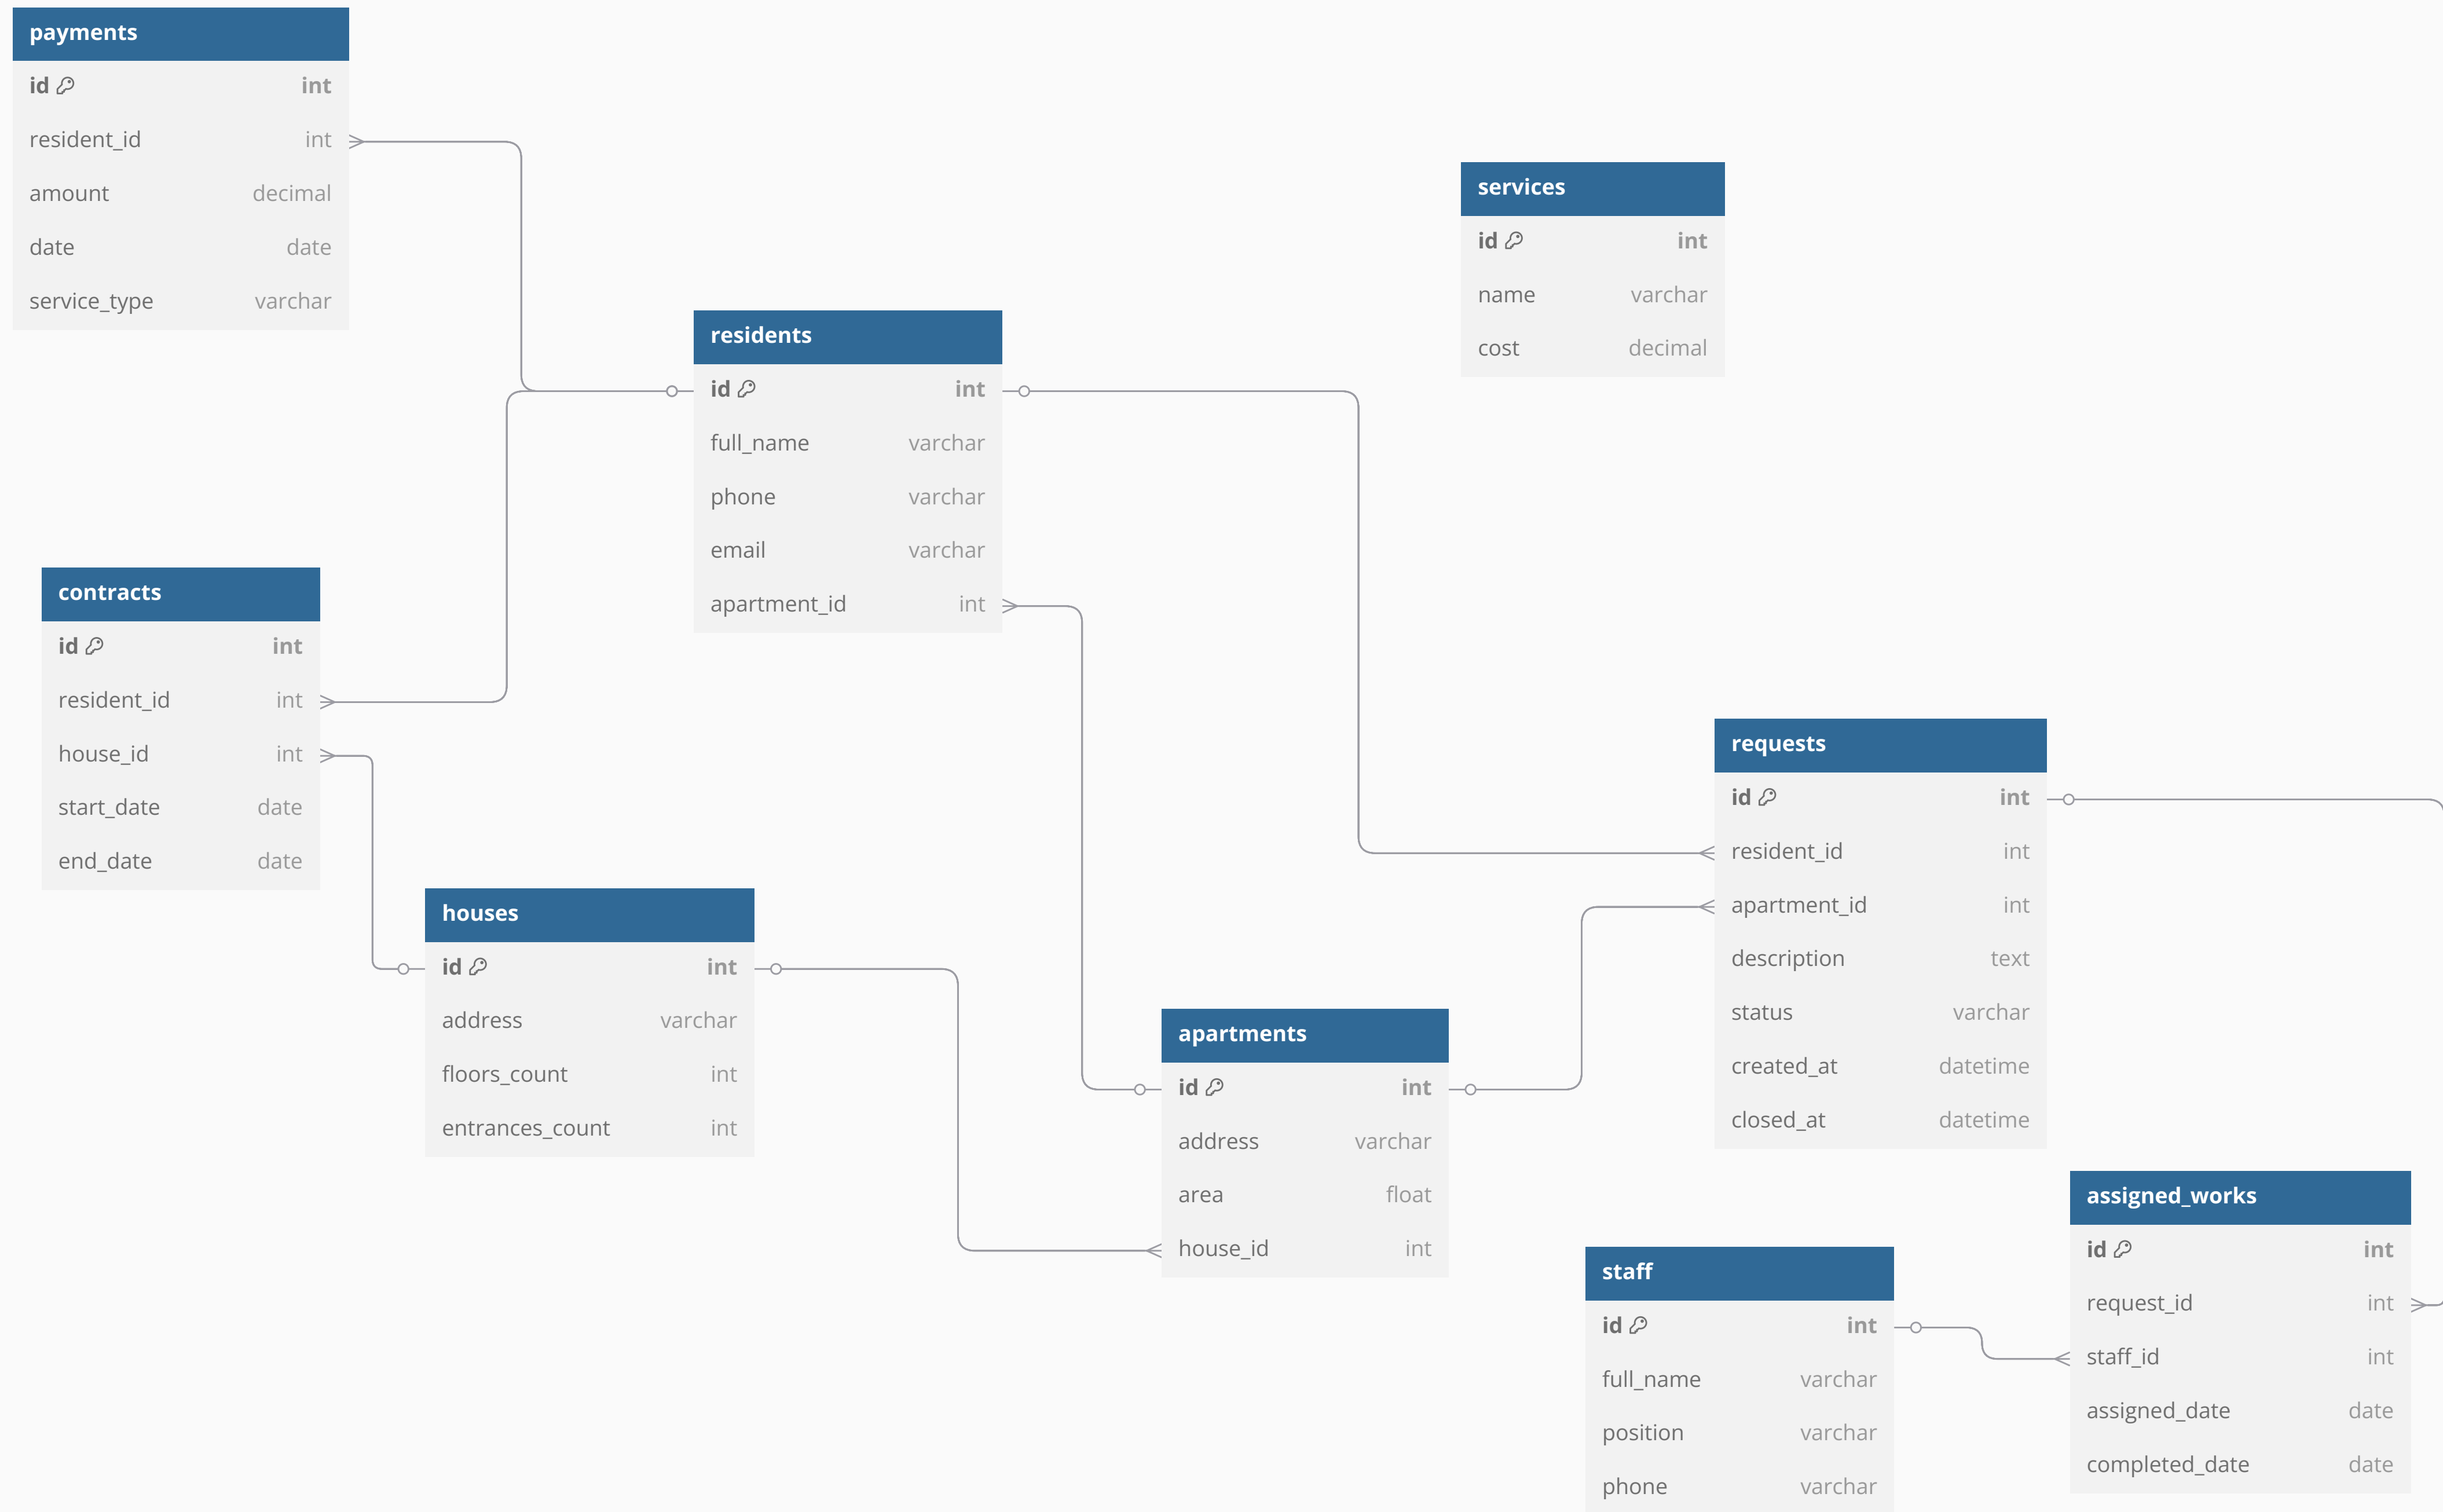 payments
id int
resident_id int
amount decimal
date date
service_type varchar
services
id int
name varchar
cost decimal
residents
id int
full_name varchar
phone varchar
email varchar
apartment_id int
contracts
id int
resident_id int
house_id int
start_date date
end_date date
requests
id int
resident_id int
apartment_id int
description text
status varchar
created_at datetime
closed_at datetime
houses
id int
address varchar
floors_count int
entrances_count int
apartments
id int
address varchar
area float
house_id int
assigned_works
id int
request_id int
staff_id int
assigned_date date
completed_date date
staff
id int
full_name varchar
position varchar
phone varchar